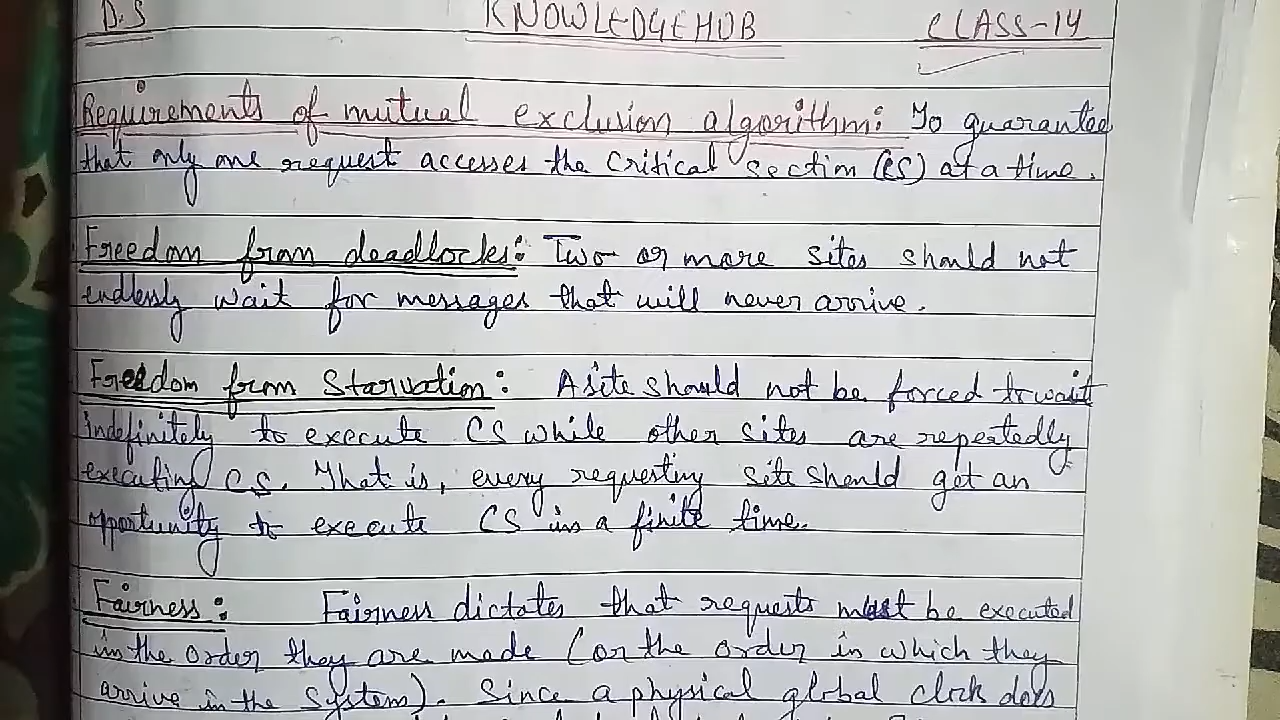 D.S KNOWLEDGEHUB CLASS-14
Requirements of mutual exclusion algorithm: To guarantee
that only one request accesses the critical section (CS) at a time.
Freedom from deadlocks: Two or more sites should not
endlessly wait for messages that will never arrive.
Freedom from Starvation: A site should not be forced to wait
indefinitely to execute CS while other sites are repeatedly
executing CS. That is, every requesting site should get an
opportunity to execute CS in a finite time.
Fairness: Fairness dictates that requests must be executed
in the order they are made (or the order in which they
arrive in the system). Since a physical global clock does